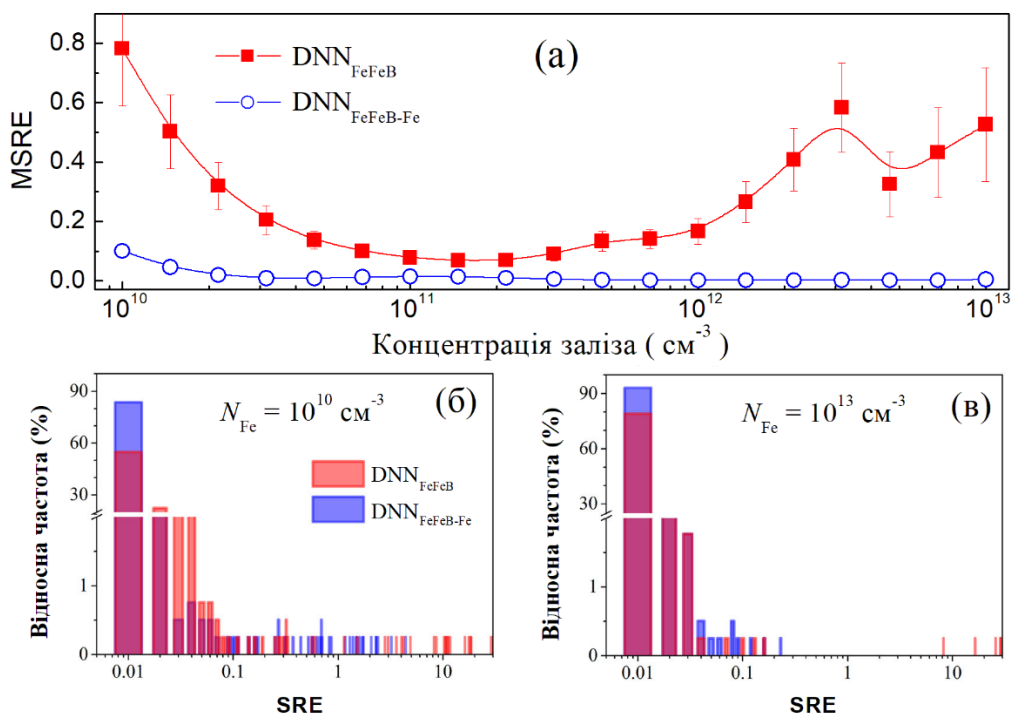 (а)
DNN_FeFeB
DNN_FeFeB-Fe
MSRE
0.8
0.6
0.4
0.2
0.0
10^10
10^11
10^12
10^13
Концентрація заліза ( см^-3 )
(б)
N_Fe = 10^10 см^-3
DNN_FeFeB
DNN_FeFeB-Fe
Відносна частота (%)
90
60
30
1
0
0.01
0.1
1
10
SRE
(в)
N_Fe = 10^13 см^-3
Відносна частота (%)
90
60
30
1
0
0.01
0.1
1
10
SRE